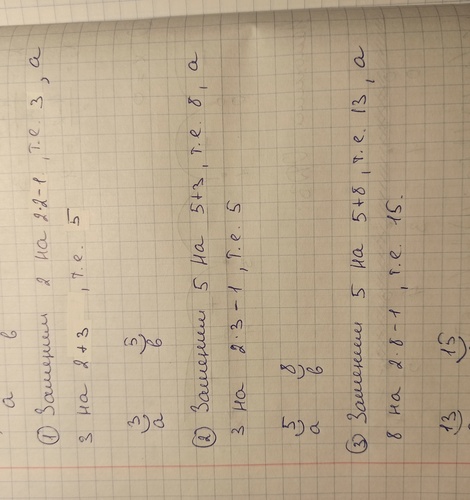 а в
① Заменим 2 на 2·2-1, т.е. 3, а
3 на 2+3, т.е. 5
3 5
а в
② Заменим 5 на 5+3, т.е. 8, а
3 на 2·3-1, т.е. 5
5 8
а в
③ Заменим 5 на 5+8, т.е. 13, а
8 на 2·8-1, т.е. 15.
13 15